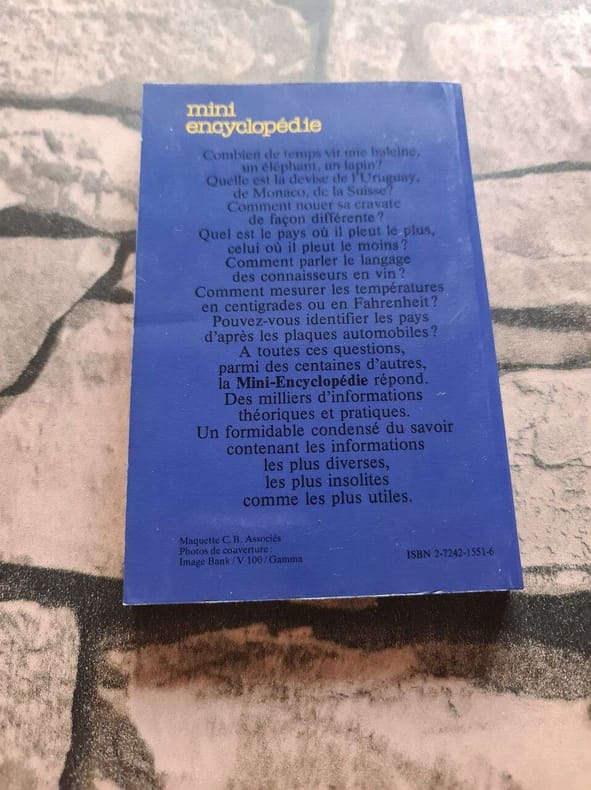 mini
encyclopédie
Combien de temps vit une baleine,
un éléphant, un lapin?
Quelle est la devise de l'Uruguay,
de Monaco, de la Suisse?
Comment nouer sa cravate
de façon différente?
Quel est le pays où il pleut le plus,
celui où il pleut le moins?
Comment parler le langage
des connaisseurs en vin?
Comment mesurer les températures
en centigrades ou en Fahrenheit?
Pouvez-vous identifier les pays
d'après les plaques automobiles?
A toutes ces questions,
parmi des centaines d'autres,
la Mini-Encyclopédie répond.
Des milliers d'informations
théoriques et pratiques.
Un formidable condensé du savoir
contenant les informations
les plus diverses,
les plus insolites
comme les plus utiles.
Maquette C.B. Associés
Photos de couverture:
Image Bank/V 100/Gamma
ISBN 2-7242-1551-6